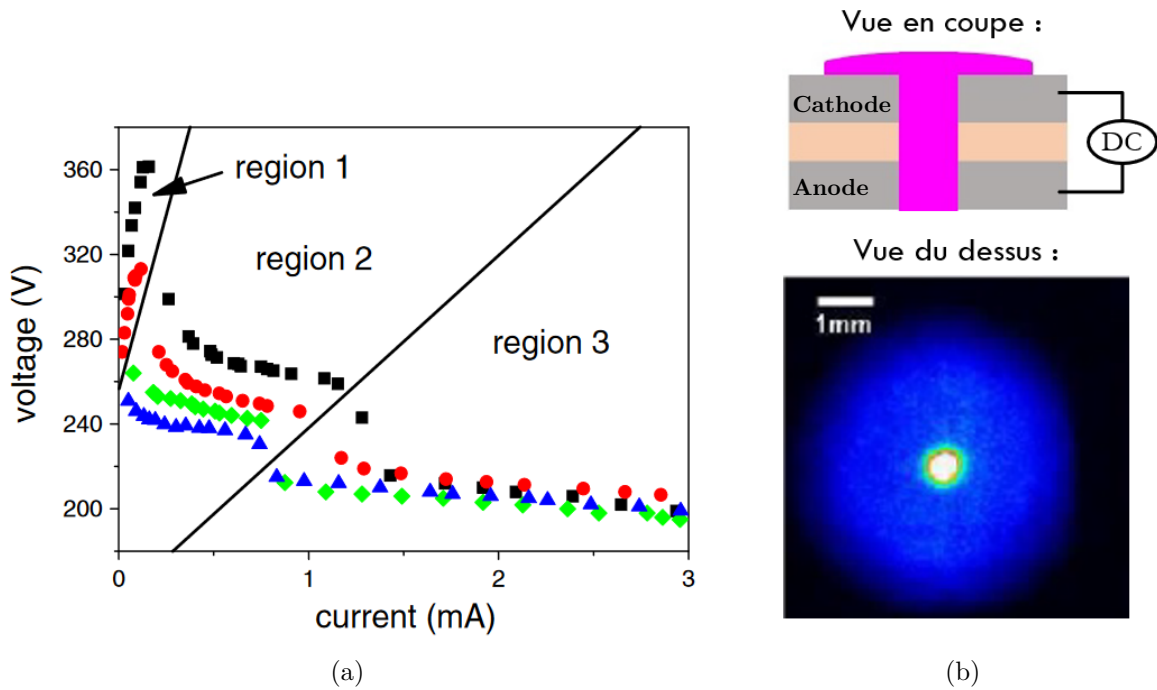 360
320
280
240
200
voltage (V)
region 1
region 2
region 3
0
1
2
3
current (mA)
(a)
Vue en coupe :
Cathode
DC
Anode
Vue du dessus :
1mm
(b)